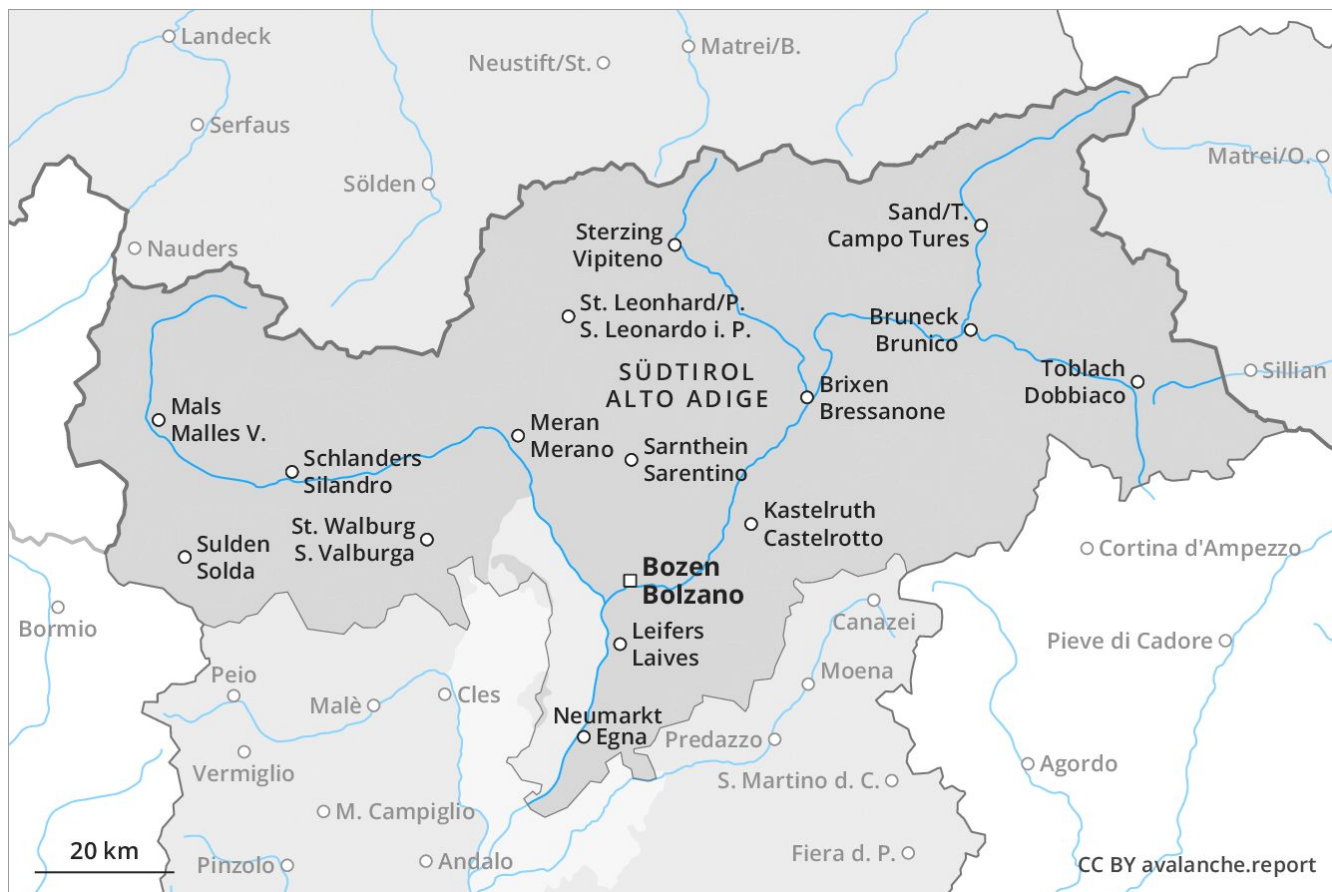 Landeck
Matrei/B.
Neustift/St.
Serfaus
Matrei/O.
Sölden
Sand/T.
Campo Tures
Sterzing
Vipiteno
Nauders
St. Leonhard/P.
S. Leonardo i. P.
Bruneck
Brunico
SÜDTIROL
ALTO ADIGE
Toblach
Dobbiaco
Sillian
Brixen
Bressanone
Mals
Malles V.
Meran
Merano
Sarnthein
Sarentino
Schlanders
Silandro
Kastelruth
Castelrotto
St. Walburg
S. Valburga
Sulden
Solda
Cortina d'Ampezzo
Bozen
Bolzano
Bormio
Canazei
Leifers
Laives
Pieve di Cadore
Peio
Moena
Cles
Malè
Neumarkt
Egna
Predazzo
Vermiglio
Agordo
S. Martino d. C.
M. Campiglio
20 km
Pinzolo
Andalo
Fiera d. P.
CC BY avalanche.report